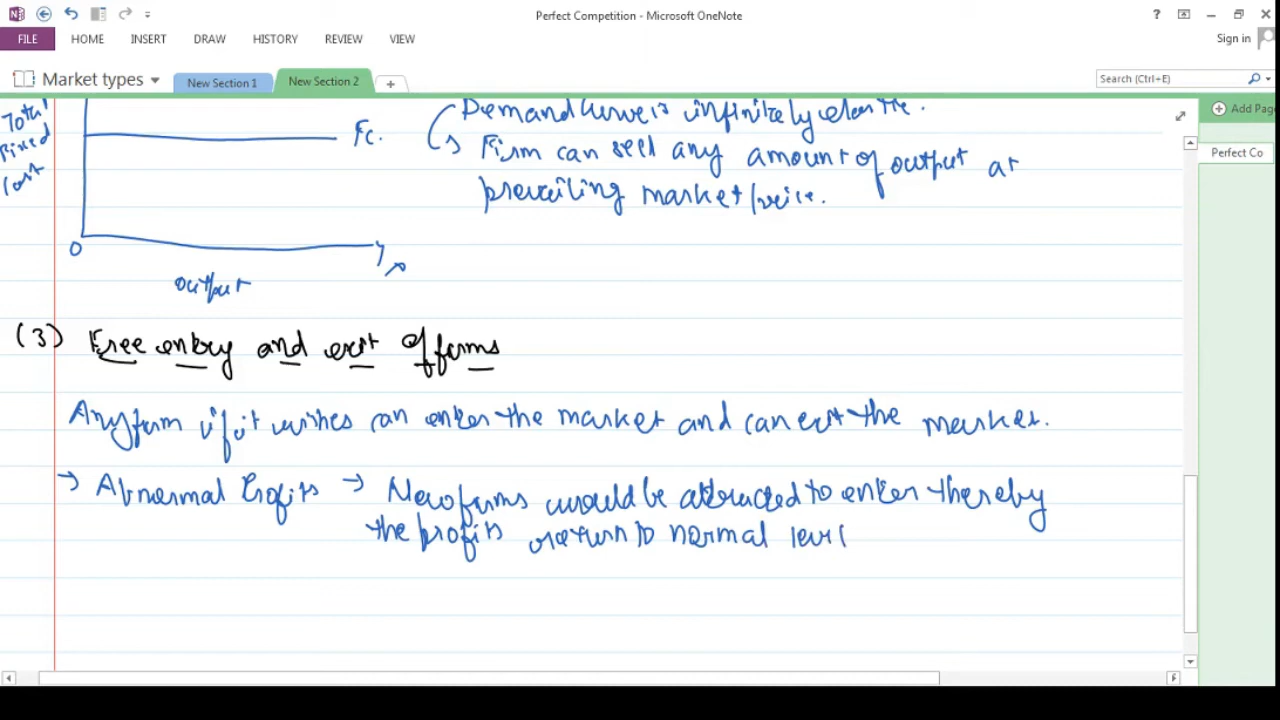 Perfect Competition - Microsoft OneNote
Sign in
FILE HOME INSERT DRAW HISTORY REVIEW VIEW
Market types New Section 1 New Section 2
Search (Ctrl+E)
Add Pag
Perfect Co
Total
Fixed
Cost
FC.
0
output
Demand curve is infinitely elastic.
→ Firm can sell any amount of output at
prevailing market price.
(3) Free entry and exit of firms
Any firm if it wishes can enter the market and can exit the market.
→ Abnormal Profits → New firms would be attracted to enter thereby
the profits return to normal level